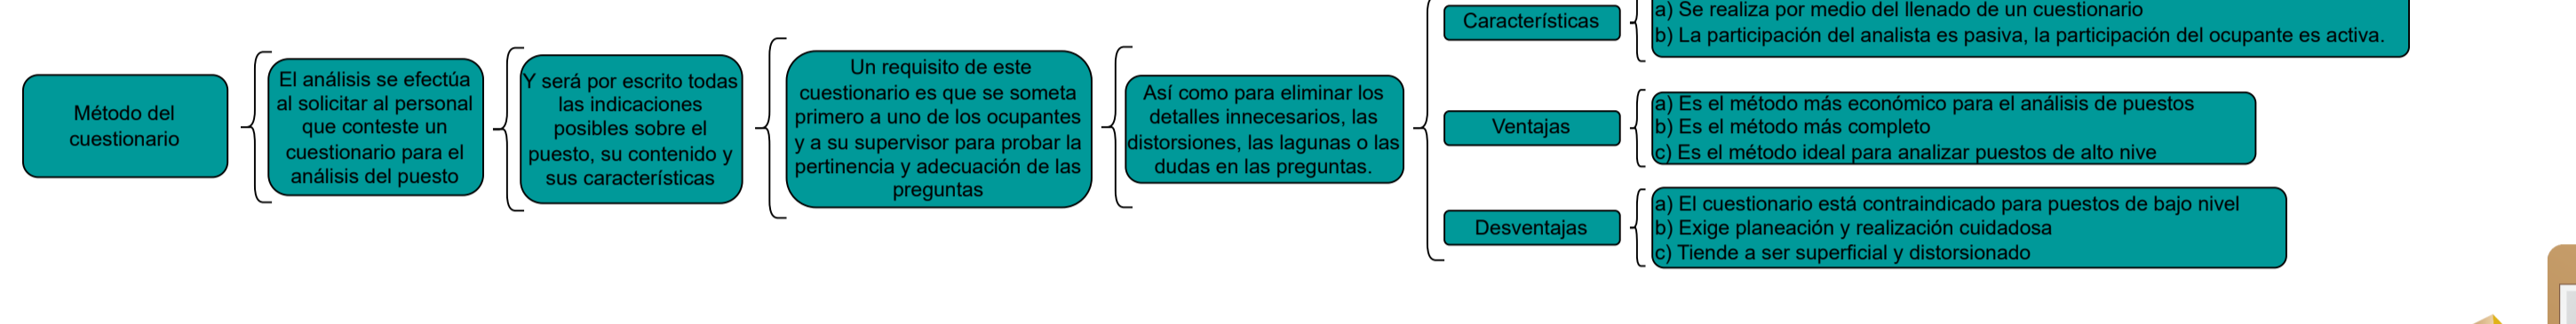 Método del
cuestionario
El análisis se efectúa
al solicitar al personal
que conteste un
cuestionario para el
análisis del puesto
Y será por escrito todas
las indicaciones
posibles sobre el
puesto, su contenido y
sus características
Un requisito de este
cuestionario es que se someta
primero a uno de los ocupantes
y a su supervisor para probar la
pertinencia y adecuación de las
preguntas
Así como para eliminar los
detalles innecesarios, las
distorsiones, las lagunas o las
dudas en las preguntas.
Características
a) Se realiza por medio del llenado de un cuestionario
b) La participación del analista es pasiva, la participación del ocupante es activa.
Ventajas
a) Es el método más económico para el análisis de puestos
b) Es el método más completo
c) Es el método ideal para analizar puestos de alto nive
Desventajas
a) El cuestionario está contraindicado para puestos de bajo nivel
b) Exige planeación y realización cuidadosa
c) Tiende a ser superficial y distorsionado